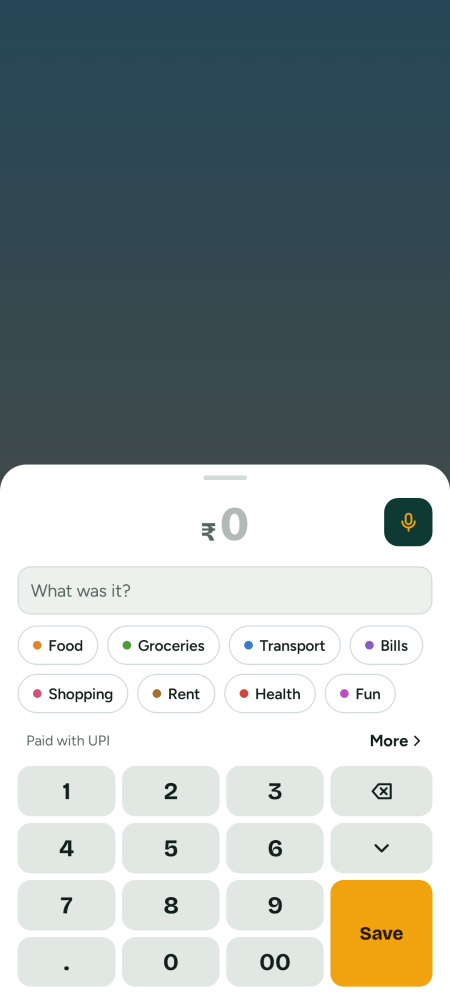 ₹0
What was it?
Food Groceries Transport Bills
Shopping Rent Health Fun
Paid with UPI More
1 2 3
4 5 6
7 8 9
Save
. 0 00